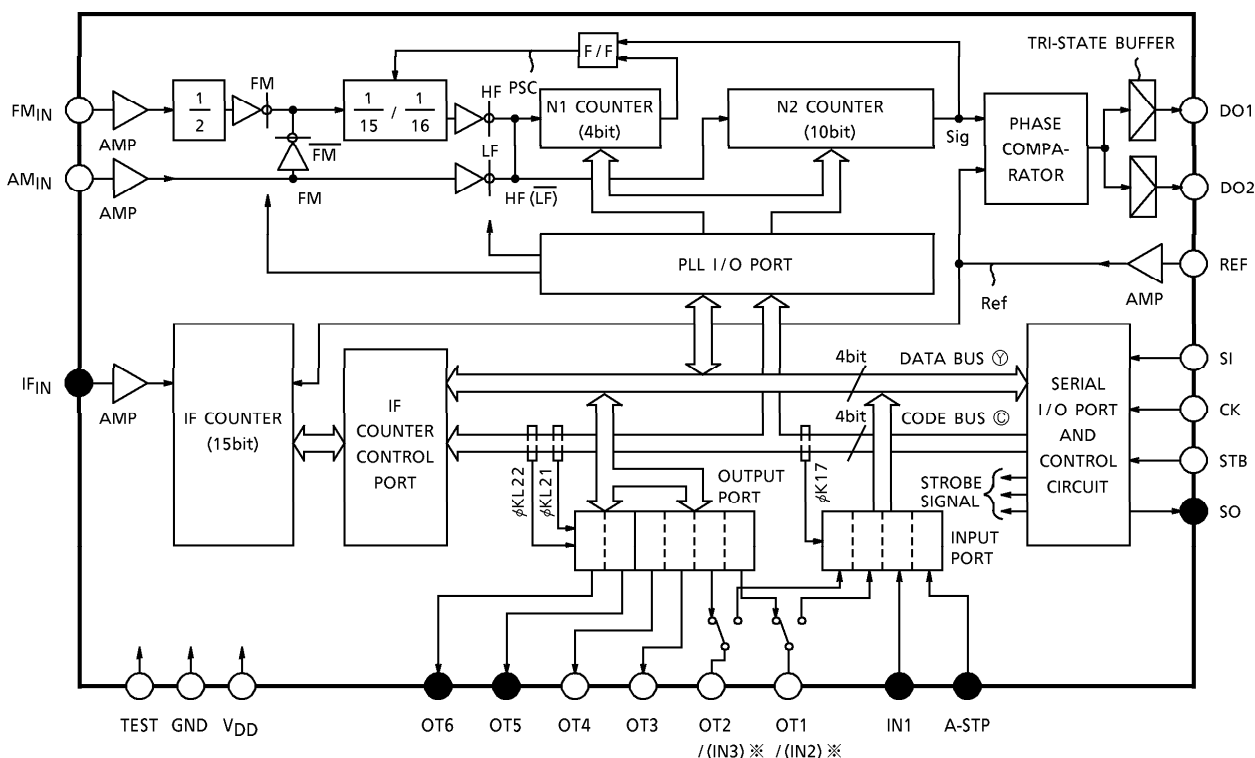 TRI-STATE BUFFER
F/F
PSC
FMIN
AMP
1/2
FM
1/15 / 1/16
HF
N1 COUNTER
(4bit)
N2 COUNTER
(10bit)
Sig
PHASE
COMPA-
RATOR
DO1
F̅M̅
LF
AMIN
AMP
FM
HF (L̅F̅)
DO2
PLL I/O PORT
Ref
AMP
REF
IFIN
AMP
IF COUNTER
(15bit)
IF
COUNTER
CONTROL
PORT
4bit
DATA BUS Ⓨ
4bit
CODE BUS Ⓒ
SERIAL
I/O PORT
AND
CONTROL
CIRCUIT
SI
CK
STB
SO
φKL22
φKL21
OUTPUT
PORT
φK17
STROBE
SIGNAL
INPUT
PORT
TEST
GND
VDD
OT6
OT5
OT4
OT3
OT2
/(IN3)※
OT1
/(IN2)※
IN1
A-STP